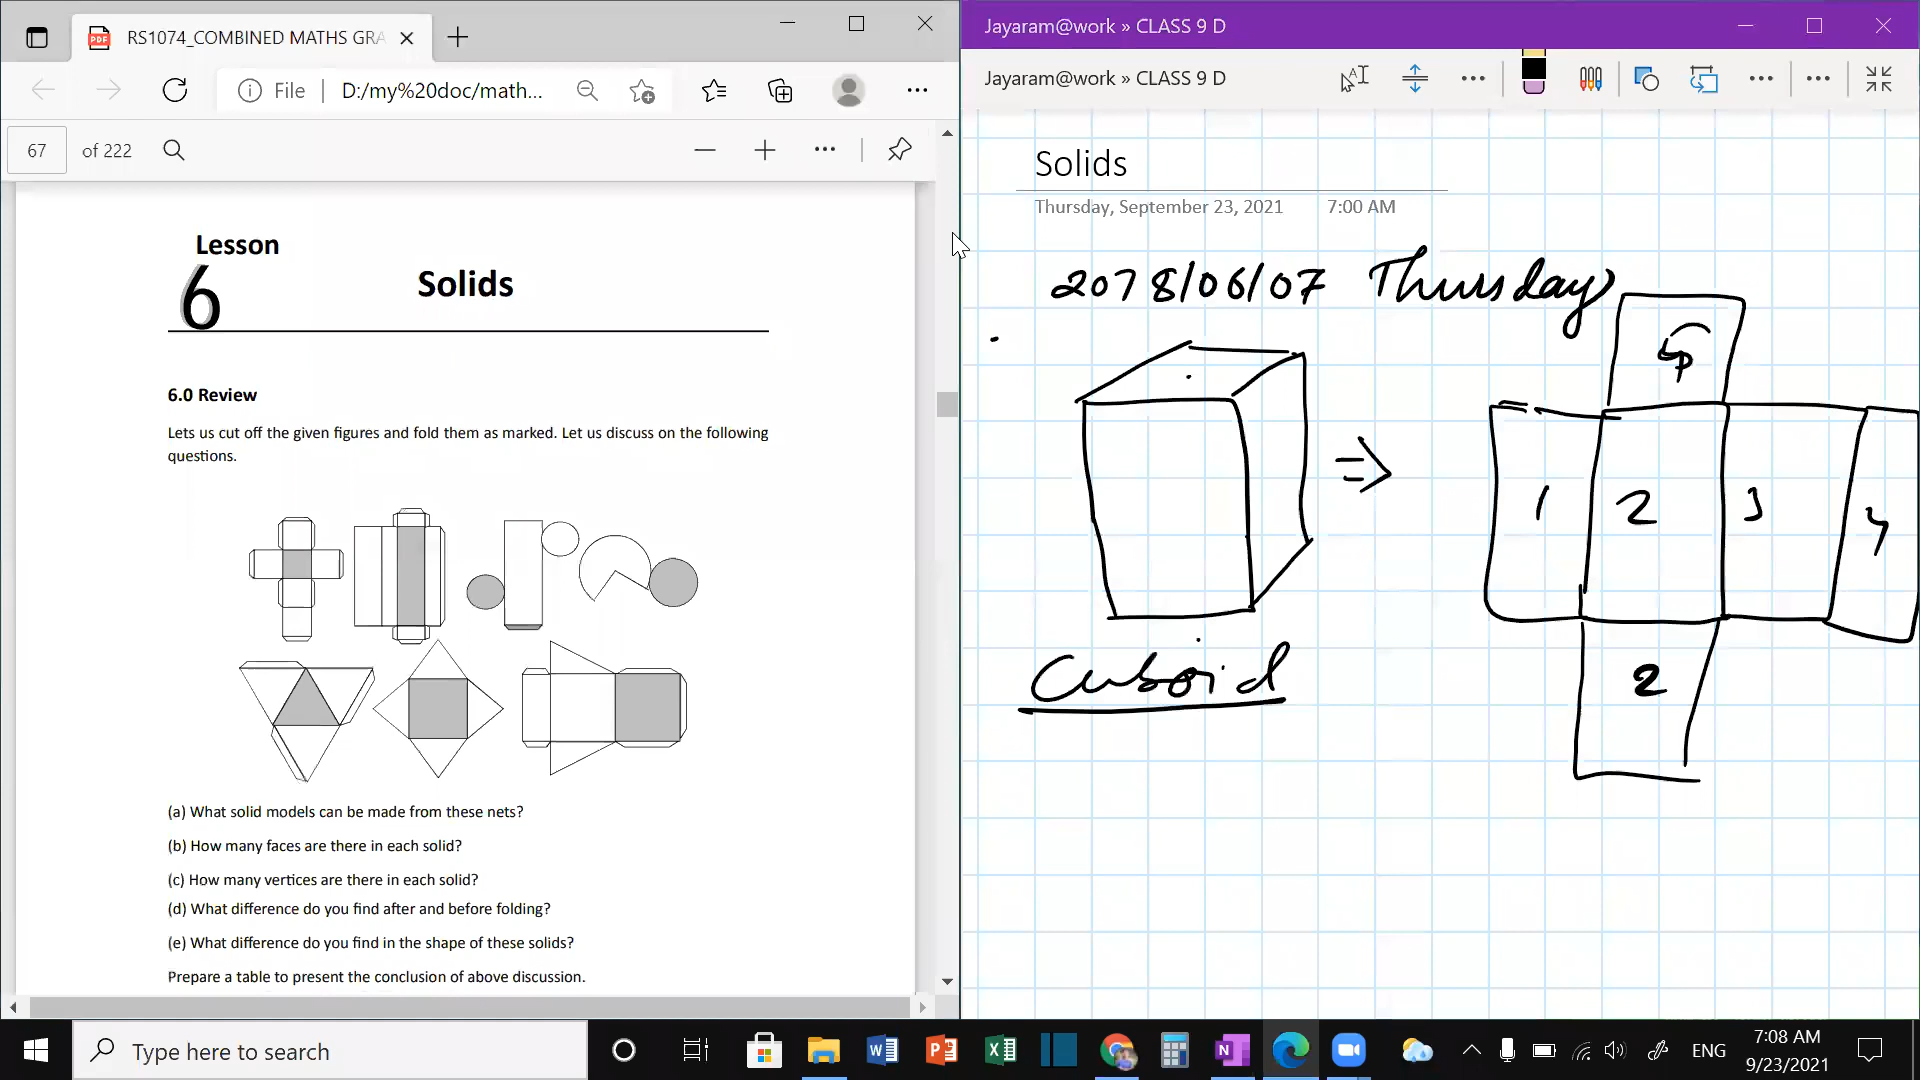 RS1074_COMBINED MATHS GRA
File
D:/my%20doc/math...
67
of 222
Lesson
6
Solids
6.0 Review
Lets us cut off the given figures and fold them as marked. Let us discuss on the following
questions.
(a) What solid models can be made from these nets?
(b) How many faces are there in each solid?
(c) How many vertices are there in each solid?
(d) What difference do you find after and before folding?
(e) What difference do you find in the shape of these solids?
Prepare a table to present the conclusion of above discussion.
Jayaram@work » CLASS 9 D
Jayaram@work » CLASS 9 D
Solids
Thursday, September 23, 2021 7:00 AM
2078/06/07 Thursday
1 2 3 4
2
Cuboid
Type here to search
ENG
7:08 AM
9/23/2021